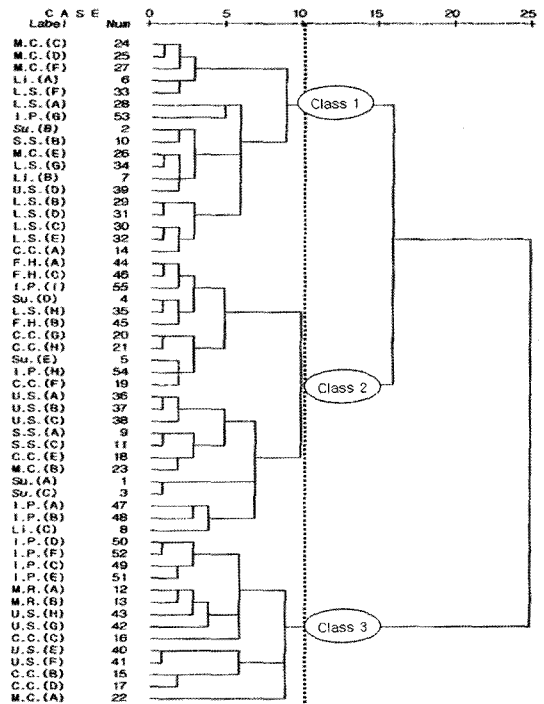 C A S E 0 5 10 15 20 25
Label Num
M.C.(C) 24
M.C.(D) 25
M.C.(F) 27
Li.(A) 6
L.S.(F) 33
L.S.(A) 28
I.P.(G) 53
Su.(B) 2
S.S.(B) 10
M.C.(E) 26
L.S.(G) 34
Li.(B) 7
U.S.(D) 39
L.S.(B) 29
L.S.(D) 31
L.S.(C) 30
L.S.(E) 32
C.C.(A) 14
F.H.(A) 44
F.H.(C) 46
I.P.(I) 55
Su.(D) 4
L.S.(H) 35
F.H.(B) 45
C.C.(G) 20
C.C.(H) 21
Su.(E) 5
I.P.(H) 54
C.C.(F) 19
U.S.(A) 36
U.S.(B) 37
U.S.(C) 38
S.S.(A) 9
S.S.(C) 11
C.C.(E) 18
M.C.(B) 23
Su.(A) 1
Su.(C) 3
I.P.(A) 47
I.P.(B) 48
Li.(C) 8
I.P.(D) 50
I.P.(F) 52
I.P.(C) 49
I.P.(E) 51
M.R.(A) 12
M.R.(B) 13
U.S.(H) 43
U.S.(G) 42
C.C.(C) 16
U.S.(E) 40
U.S.(F) 41
C.C.(B) 15
C.C.(D) 17
M.C.(A) 22
Class 1
Class 2
Class 3